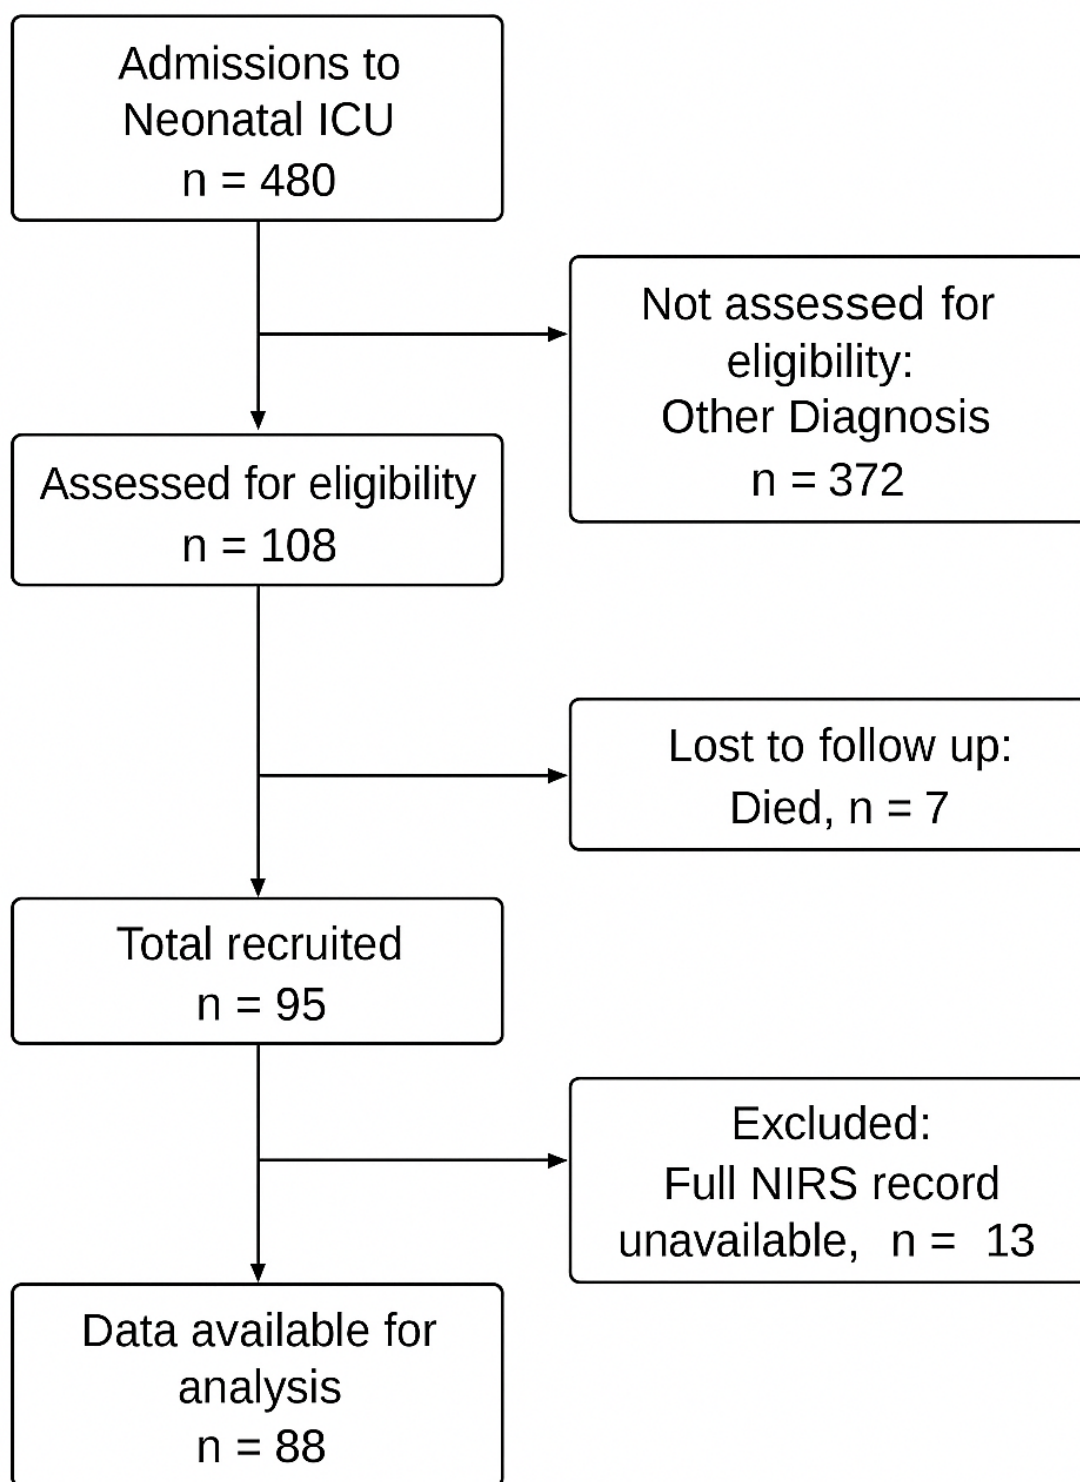 Admissions to
Neonatal ICU
n = 480
Not assessed for
eligibility:
Other Diagnosis
n = 372
Assessed for eligibility
n = 108
Lost to follow up:
Died, n = 7
Total recruited
n = 95
Excluded:
Full NIRS record
unavailable, n = 13
Data available for
analysis
n = 88